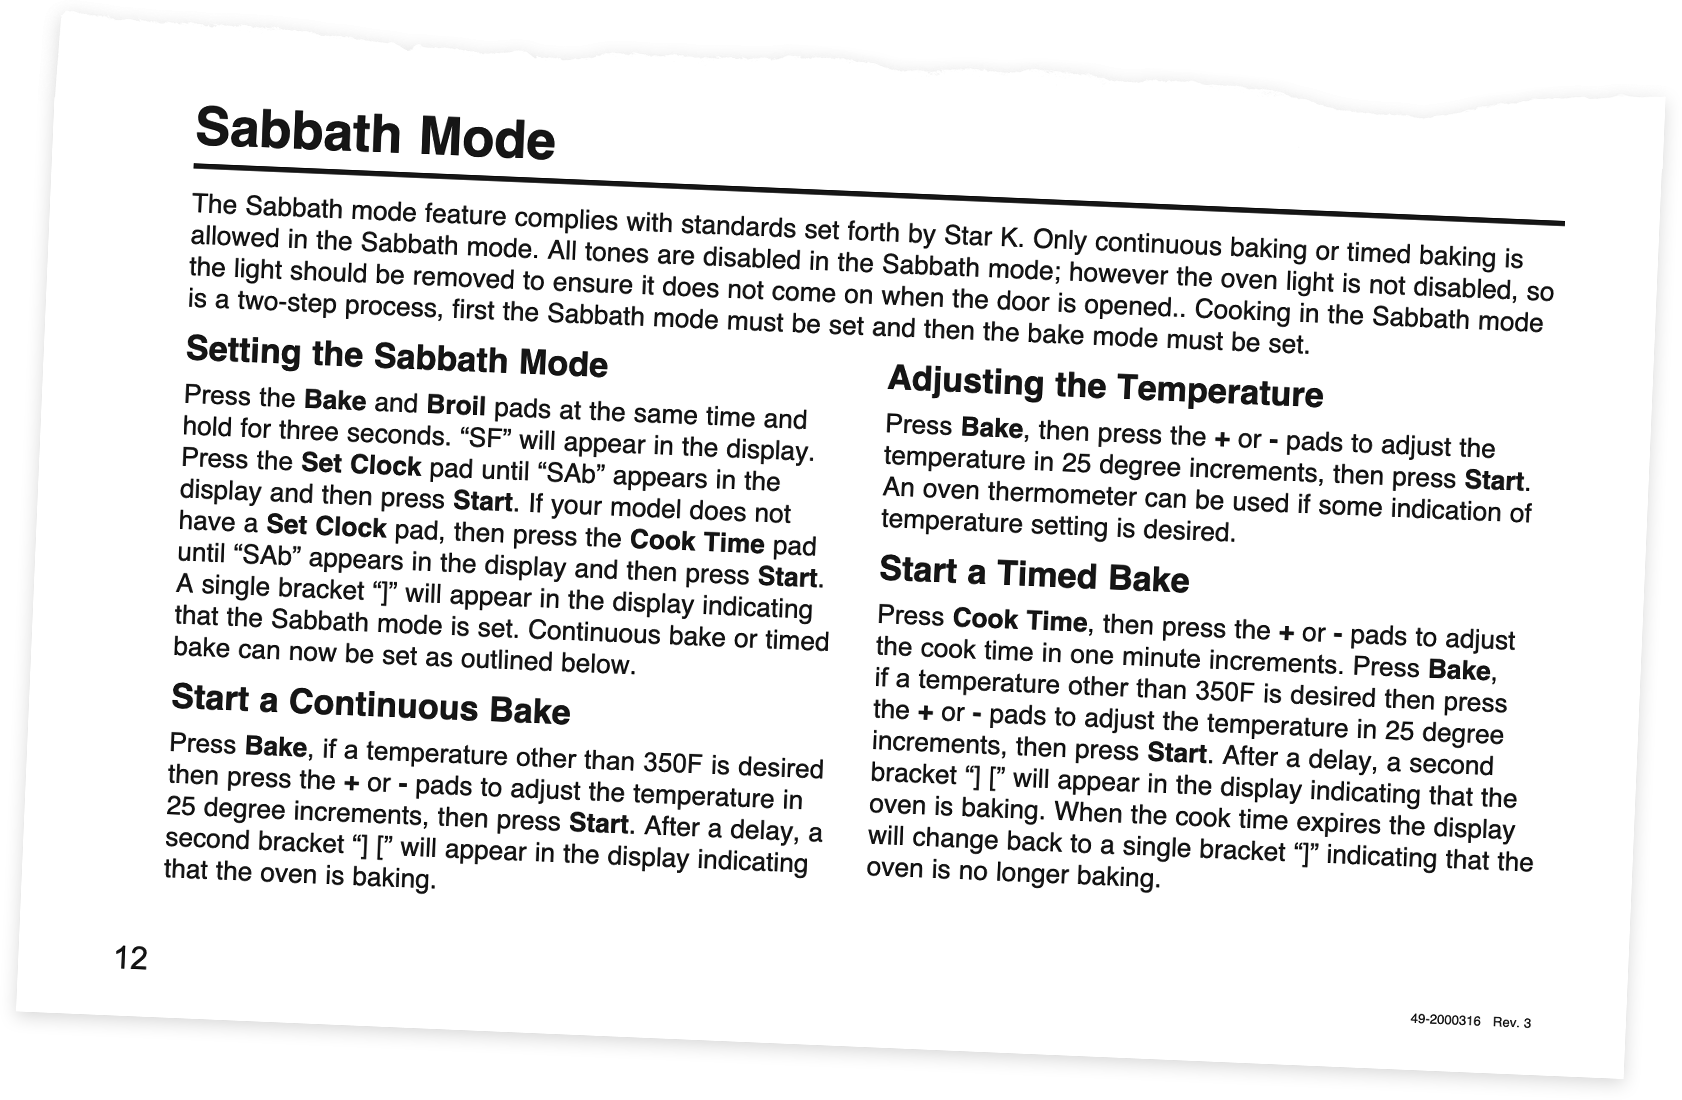 Sabbath Mode
The Sabbath mode feature complies with standards set forth by Star K. Only continuous baking or timed baking is
allowed in the Sabbath mode. All tones are disabled in the Sabbath mode; however the oven light is not disabled, so
the light should be removed to ensure it does not come on when the door is opened.. Cooking in the Sabbath mode
is a two-step process, first the Sabbath mode must be set and then the bake mode must be set.
Setting the Sabbath Mode
Press the Bake and Broil pads at the same time and
hold for three seconds. “SF” will appear in the display.
Press the Set Clock pad until “SAb” appears in the
display and then press Start. If your model does not
have a Set Clock pad, then press the Cook Time pad
until “SAb” appears in the display and then press Start.
A single bracket “]” will appear in the display indicating
that the Sabbath mode is set. Continuous bake or timed
bake can now be set as outlined below.
Start a Continuous Bake
Press Bake, if a temperature other than 350F is desired
then press the + or - pads to adjust the temperature in
25 degree increments, then press Start. After a delay, a
second bracket “] [” will appear in the display indicating
that the oven is baking.
Adjusting the Temperature
Press Bake, then press the + or - pads to adjust the
temperature in 25 degree increments, then press Start.
An oven thermometer can be used if some indication of
temperature setting is desired.
Start a Timed Bake
Press Cook Time, then press the + or - pads to adjust
the cook time in one minute increments. Press Bake,
if a temperature other than 350F is desired then press
the + or - pads to adjust the temperature in 25 degree
increments, then press Start. After a delay, a second
bracket “] [” will appear in the display indicating that the
oven is baking. When the cook time expires the display
will change back to a single bracket “]” indicating that the
oven is no longer baking.
12
49-2000316 Rev. 3